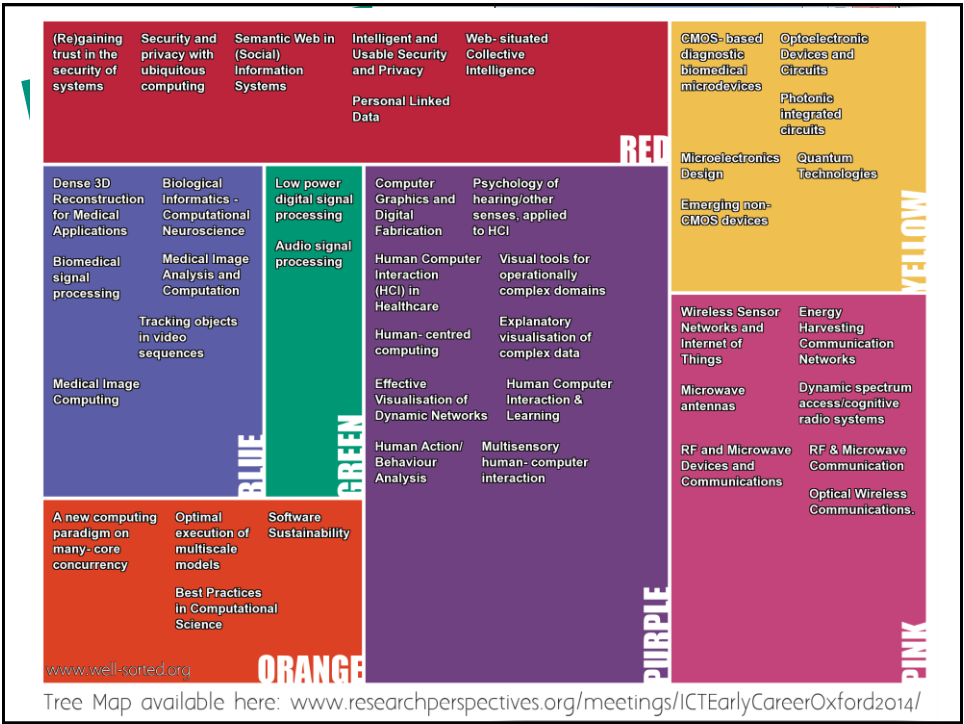 (Re)gaining
trust in the
security of
systems
Security and
privacy with
ubiquitous
computing
Semantic Web in
(Social)
Information
Systems
Intelligent and
Usable Security
and Privacy
Personal Linked
Data
Web- situated
Collective
Intelligence
RED
CMOS- based
diagnostic
biomedical
microdevices
Optoelectronic
Devices and
Circuits
Photonic
integrated
circuits
Microelectronics
Design
Quantum
Technologies
Emerging non-
CMOS devices
YELLOW
Dense 3D
Reconstruction
for Medical
Applications
Biological
Informatics -
Computational
Neuroscience
Biomedical
signal
processing
Medical Image
Analysis and
Computation
Tracking objects
in video
sequences
Medical Image
Computing
BLUE
Low power
digital signal
processing
Audio signal
processing
GREEN
Computer
Graphics and
Digital
Fabrication
Psychology of
hearing/other
senses, applied
to HCI
Human Computer
Interaction
(HCI) in
Healthcare
Visual tools for
operationally
complex domains
Human- centred
computing
Explanatory
visualisation of
complex data
Effective
Visualisation of
Dynamic Networks
Human Computer
Interaction &
Learning
Human Action/
Behaviour
Analysis
Multisensory
human- computer
interaction
PURPLE
Wireless Sensor
Networks and
Internet of
Things
Energy
Harvesting
Communication
Networks
Microwave
antennas
Dynamic spectrum
access/cognitive
radio systems
RF and Microwave
Devices and
Communications
RF & Microwave
Communication
Optical Wireless
Communications.
PINK
A new computing
paradigm on
many- core
concurrency
Optimal
execution of
multiscale
models
Software
Sustainability
Best Practices
in Computational
Science
www.well-sorted.org
ORANGE
Tree Map available here: www.researchperspectives.org/meetings/ICTEarlyCareerOxford2014/